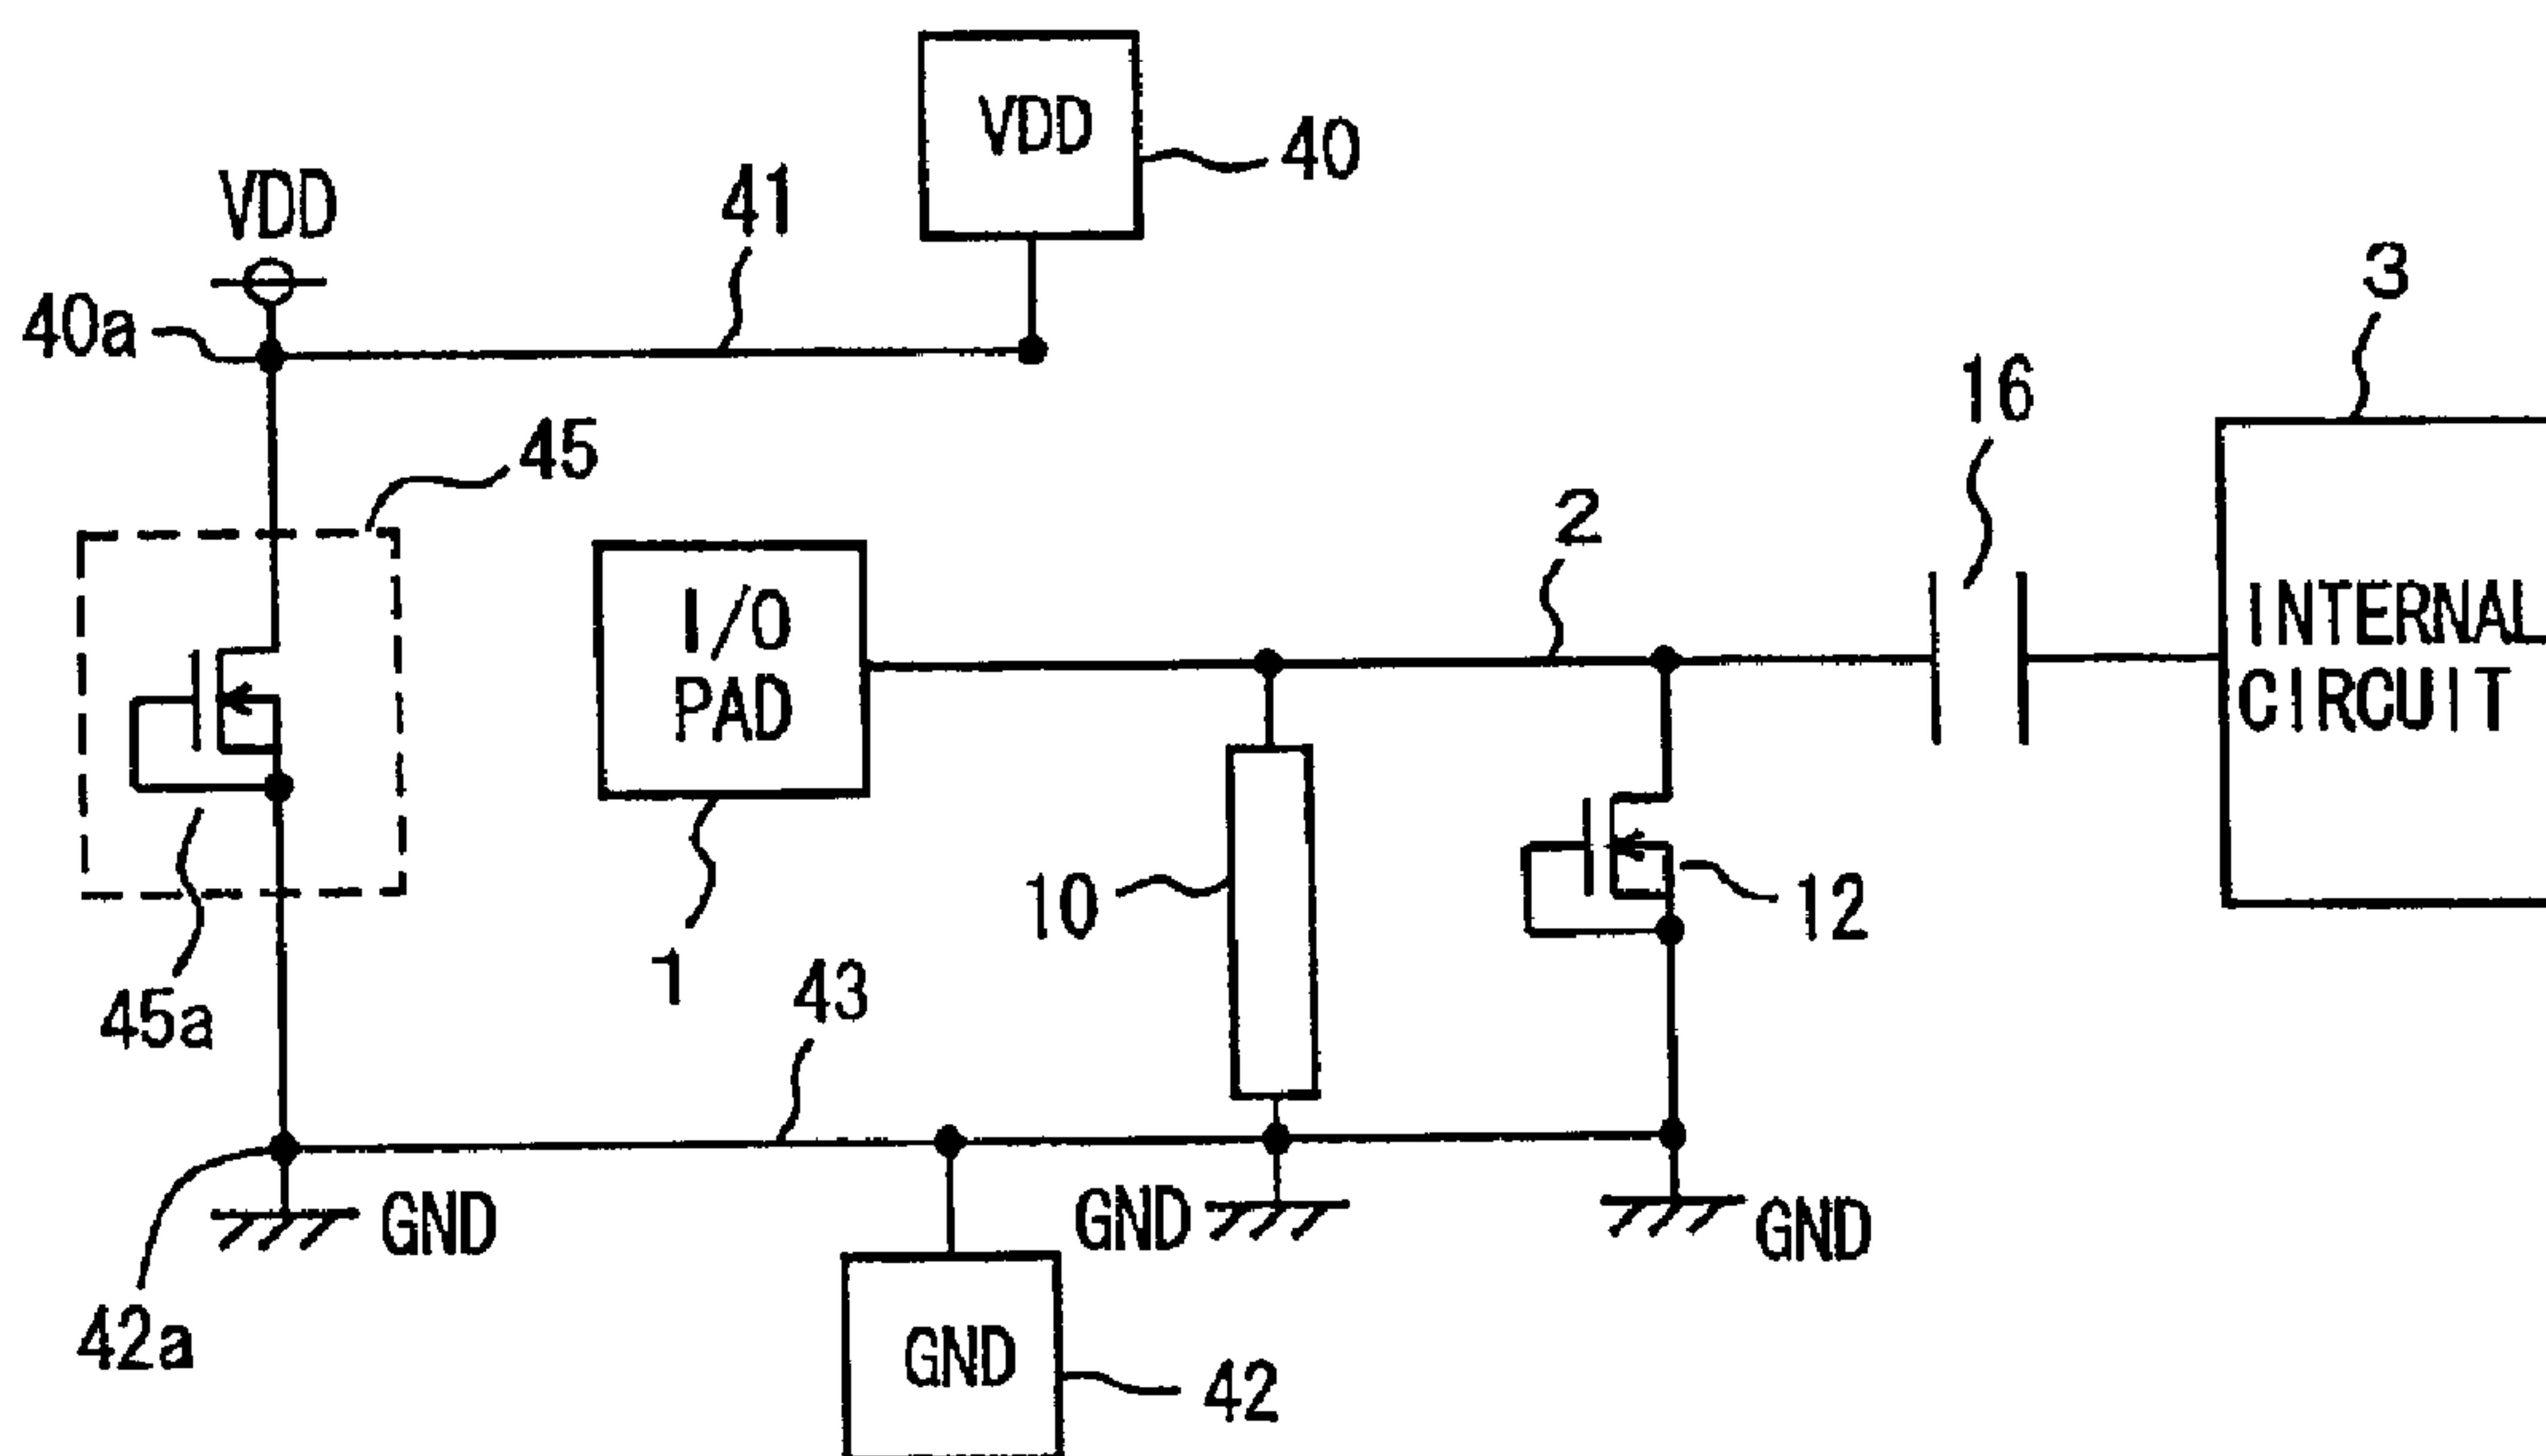 VDD
40
41
VDD
40a
3
16
45
2
I/O
PAD
INTERNAL
CIRCUIT
10
12
1
43
45a
GND
GND
GND
42a
GND
42